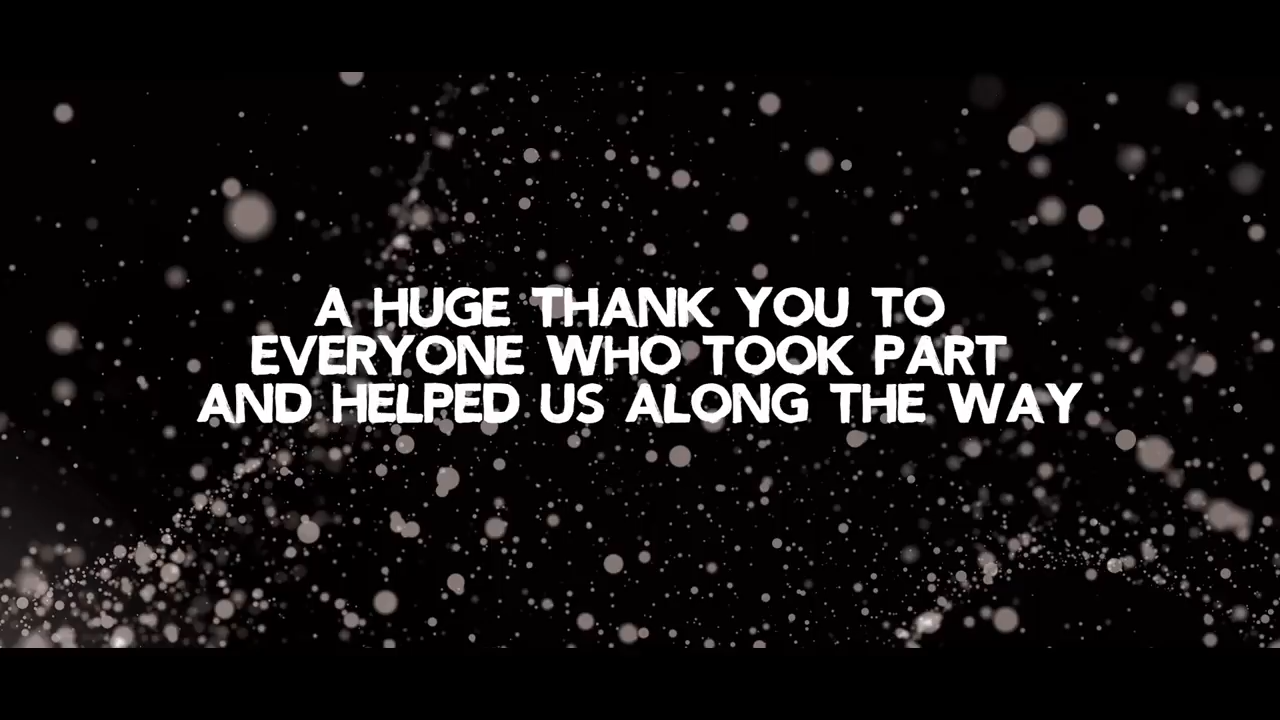 A HUGE THANK YOU TO
EVERYONE WHO TOOK PART
AND HELPED US ALONG THE WAY